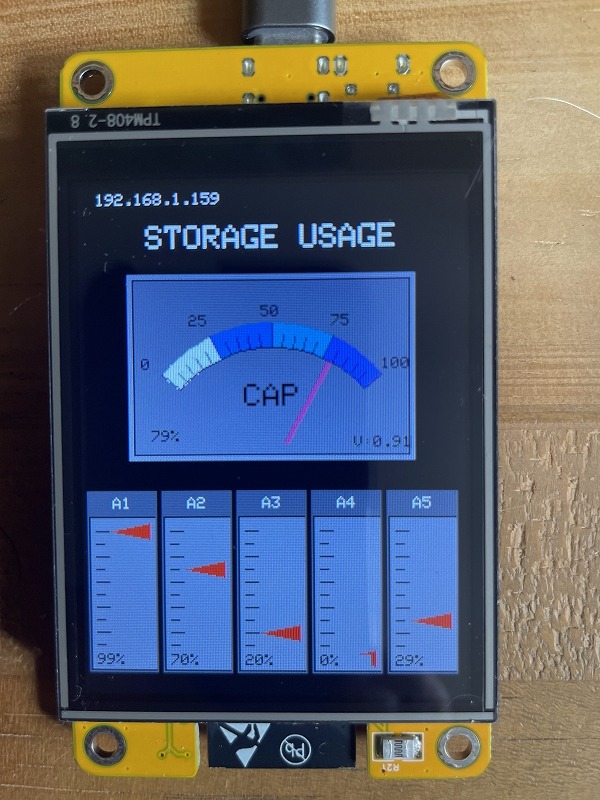 TPM408-2.8
192.168.1.159
STORAGE USAGE
0 25 50 75 100
CAP
79% V:0.91
A1 A2 A3 A4 A5
99% 70% 20% 0% 29%
Pb
R21